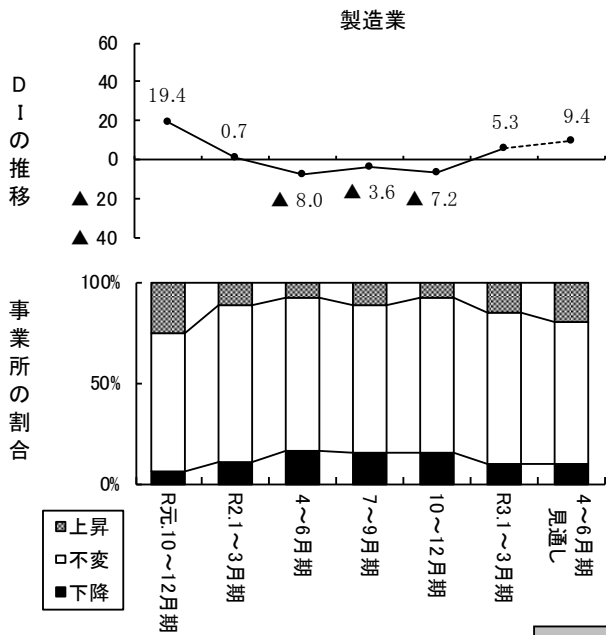 製造業
DIの推移
60
40
20
0
▲ 20
▲ 40
19.4
0.7
▲ 8.0
▲ 3.6
▲ 7.2
5.3
9.4
事業所の割合
100%
50%
0%
上昇
不変
下降
R元.10～12月期
R2.1～3月期
4～6月期
7～9月期
10～12月期
R3.1～3月期
4～6月期
見通し